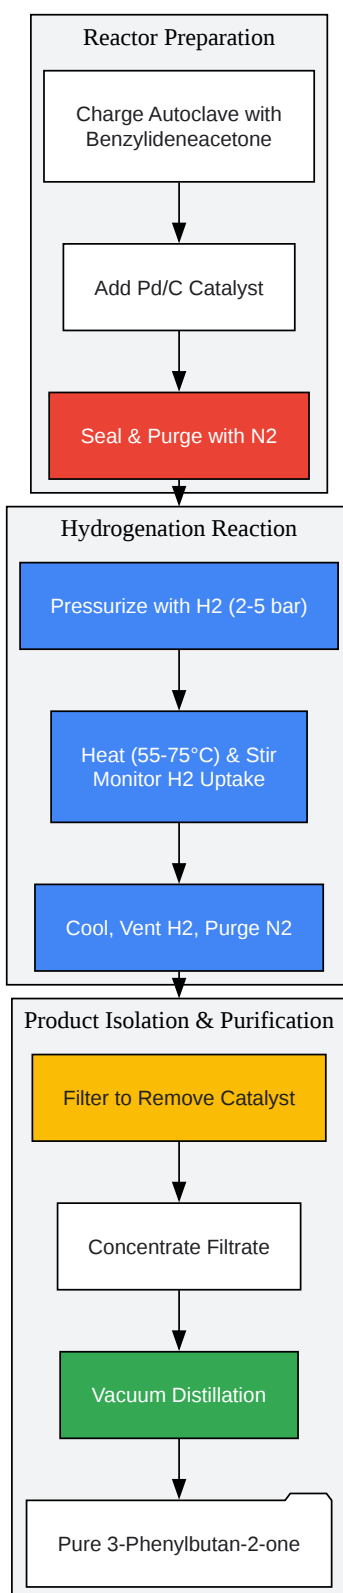 Reactor Preparation
Charge Autoclave with
Benzylideneacetone
Add Pd/C Catalyst
Seal & Purge with N2
Hydrogenation Reaction
Pressurize with H2 (2-5 bar)
Heat (55-75°C) & Stir
Monitor H2 Uptake
Cool, Vent H2, Purge N2
Product Isolation & Purification
Filter to Remove Catalyst
Concentrate Filtrate
Vacuum Distillation
Pure 3-Phenylbutan-2-one